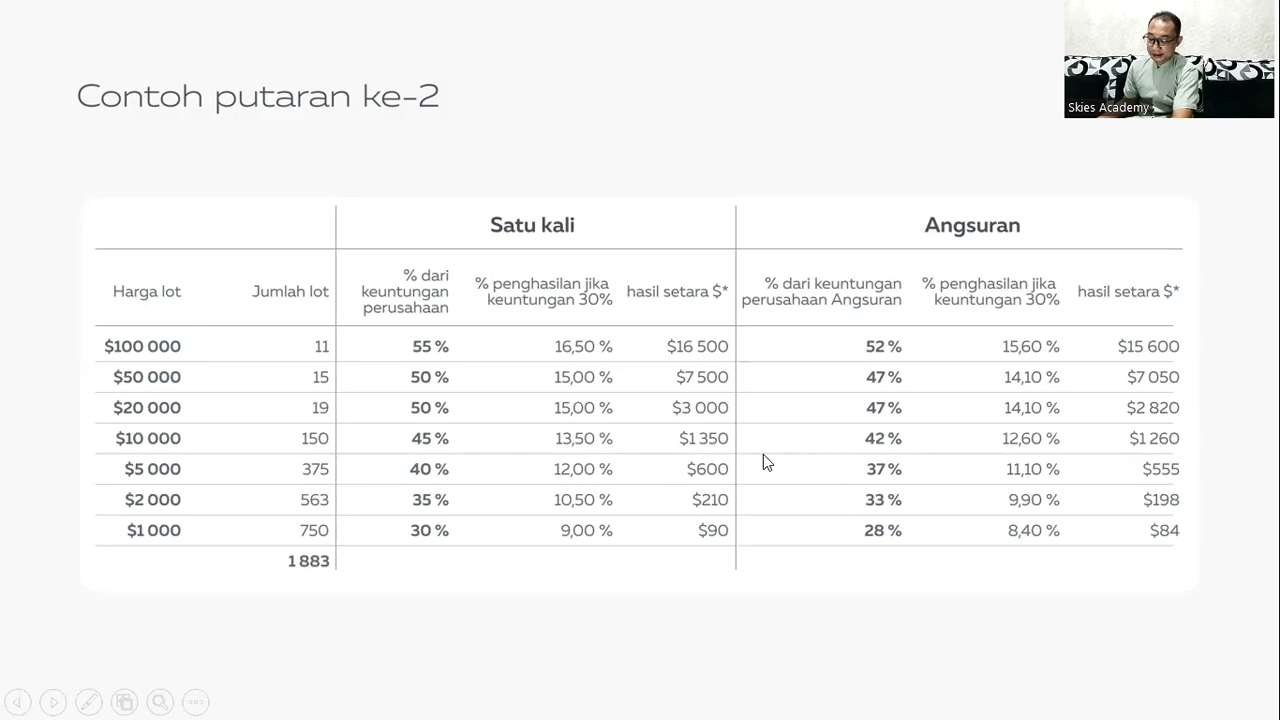 Skies Academy
Contoh putaran ke-2
Satu kali Angsuran
Harga lot Jumlah lot % dari keuntungan perusahaan % penghasilan jika keuntungan 30% hasil setara $* % dari keuntungan perusahaan Angsuran % penghasilan jika keuntungan 30% hasil setara $*
$100 000 11 55 % 16,50 % $16 500 52 % 15,60 % $15 600
$50 000 15 50 % 15,00 % $7 500 47 % 14,10 % $7 050
$20 000 19 50 % 15,00 % $3 000 47 % 14,10 % $2 820
$10 000 150 45 % 13,50 % $1 350 42 % 12,60 % $1 260
$5 000 375 40 % 12,00 % $600 37 % 11,10 % $555
$2 000 563 35 % 10,50 % $210 33 % 9,90 % $198
$1 000 750 30 % 9,00 % $90 28 % 8,40 % $84
1 883